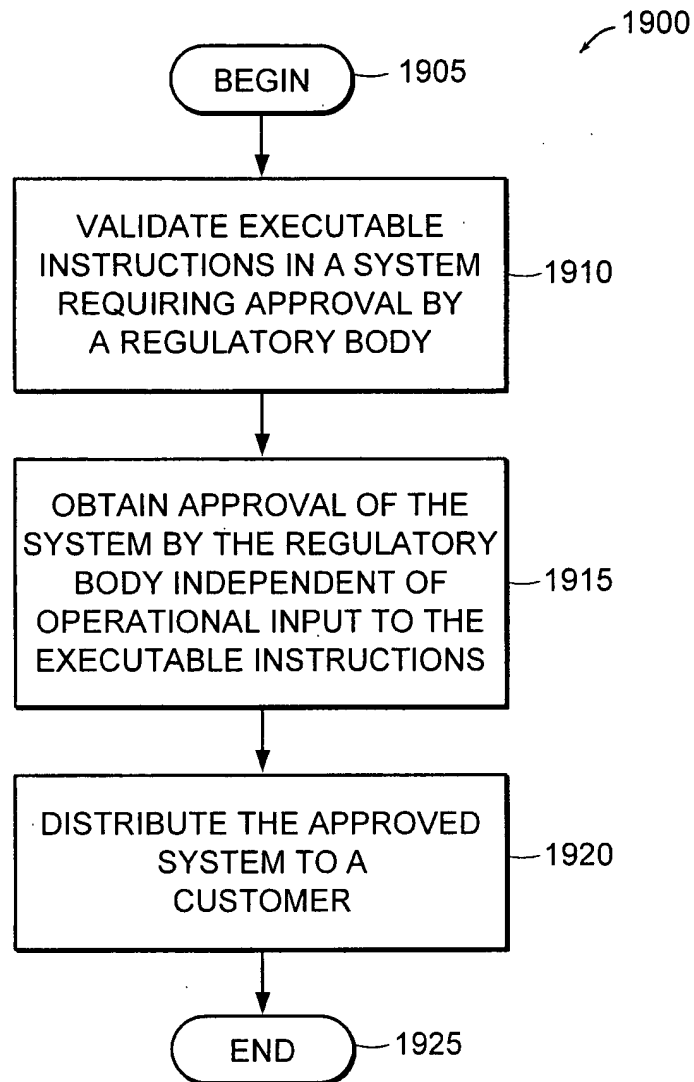 1900
BEGIN
1905
VALIDATE EXECUTABLE
INSTRUCTIONS IN A SYSTEM
REQUIRING APPROVAL BY
A REGULATORY BODY
1910
OBTAIN APPROVAL OF THE
SYSTEM BY THE REGULATORY
BODY INDEPENDENT OF
OPERATIONAL INPUT TO THE
EXECUTABLE INSTRUCTIONS
1915
DISTRIBUTE THE APPROVED
SYSTEM TO A
CUSTOMER
1920
END
1925